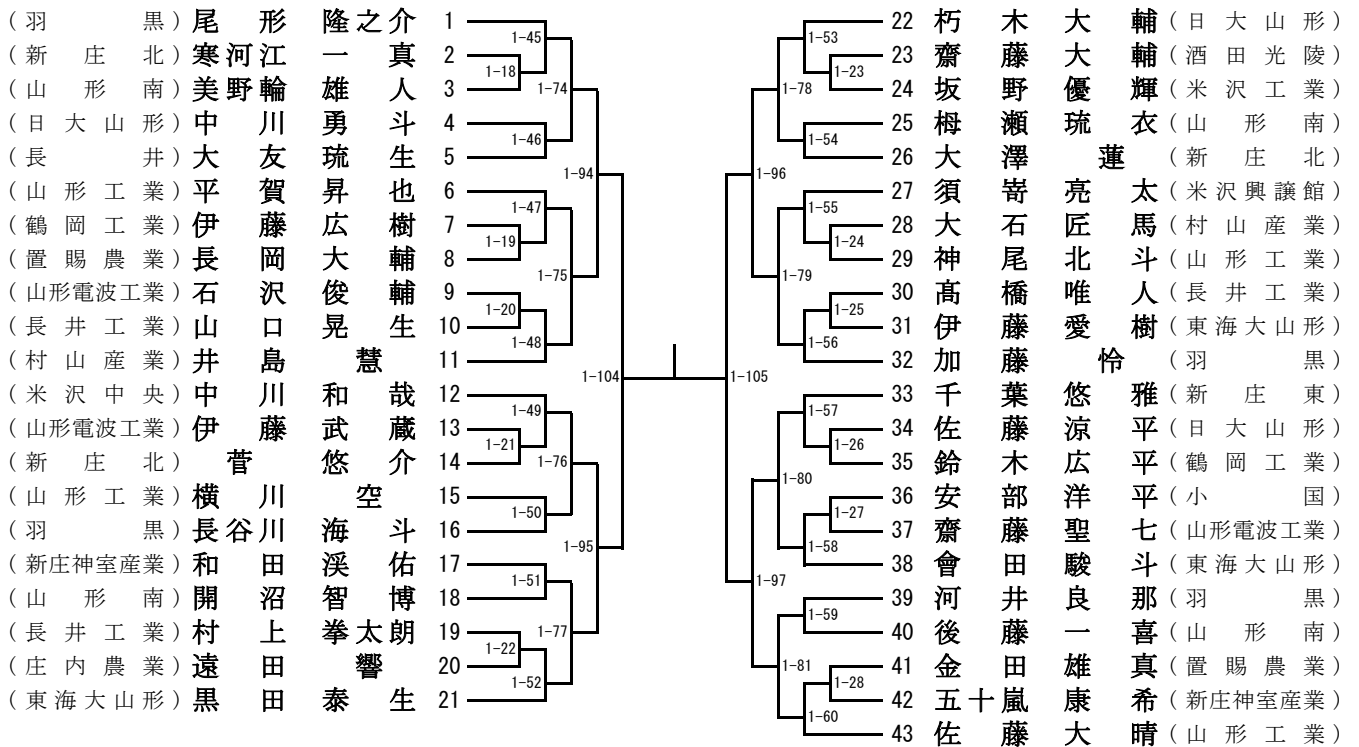 (羽黒) 尾形隆之介 1
(新庄北) 寒河江一真 2
(山形南) 美野輪雄人 3
(日大山形) 中川勇斗 4
(長井) 大友琉生 5
(山形工業) 平賀昇也 6
(鶴岡工業) 伊藤広樹 7
(置賜農業) 長岡大輔 8
(山形電波工業) 石沢俊輔 9
(長井工業) 山口晃生 10
(村山産業) 井島慧 11
(米沢中央) 中川和哉 12
(山形電波工業) 伊藤武蔵 13
(新庄北) 菅悠介 14
(山形工業) 横川空 15
(羽黒) 長谷川海斗 16
(新庄神室産業) 和田渓佑 17
(山形南) 開沼智博 18
(長井工業) 村上拳太朗 19
(庄内農業) 遠田響 20
(東海大山形) 黒田泰生 21
1-45
1-18
1-74
1-46
1-94
1-47
1-19
1-75
1-20
1-48
1-104
1-49
1-21
1-76
1-50
1-95
1-51
1-77
1-22
1-52
1-53
1-23
1-78
1-54
1-96
1-55
1-24
1-79
1-25
1-56
1-105
1-57
1-26
1-80
1-27
1-58
1-97
1-59
1-81
1-28
1-60
22 朽木大輔 (日大山形)
23 齋藤大輔 (酒田光陵)
24 坂野優輝 (米沢工業)
25 栂瀬琉衣 (山形南)
26 大澤蓮 (新庄北)
27 須嵜亮太 (米沢興譲館)
28 大石匠馬 (村山産業)
29 神尾北斗 (山形工業)
30 髙橋唯人 (長井工業)
31 伊藤愛樹 (東海大山形)
32 加藤怜 (羽黒)
33 千葉悠雅 (新庄東)
34 佐藤涼平 (日大山形)
35 鈴木広平 (鶴岡工業)
36 安部洋平 (小国)
37 齋藤聖七 (山形電波工業)
38 會田駿斗 (東海大山形)
39 河井良那 (羽黒)
40 後藤一喜 (山形南)
41 金田雄真 (置賜農業)
42 五十嵐康希 (新庄神室産業)
43 佐藤大晴 (山形工業)